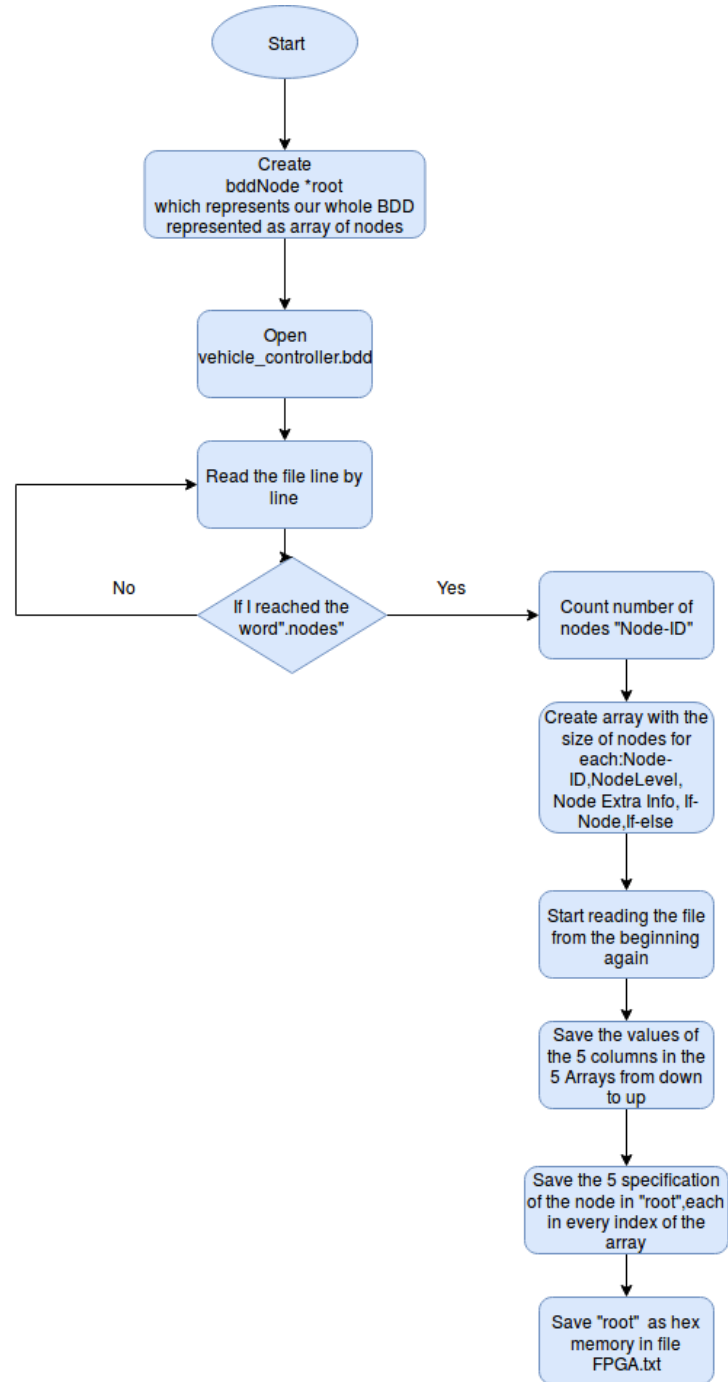 Start
Create
bddNode *root
which represents our whole BDD
represented as array of nodes
Open
vehicle_controller.bdd
Read the file line by
line
No
If I reached the
word".nodes"
Yes
Count number of
nodes "Node-ID"
Create array with the
size of nodes for
each:Node-
ID,NodeLevel,
Node Extra Info, If-
Node,If-else
Start reading the file
from the beginning
again
Save the values of
the 5 columns in the
5 Arrays from down
to up
Save the 5 specification
of the node in "root",each
in every index of the
array
Save "root"  as hex
memory in file
FPGA.txt